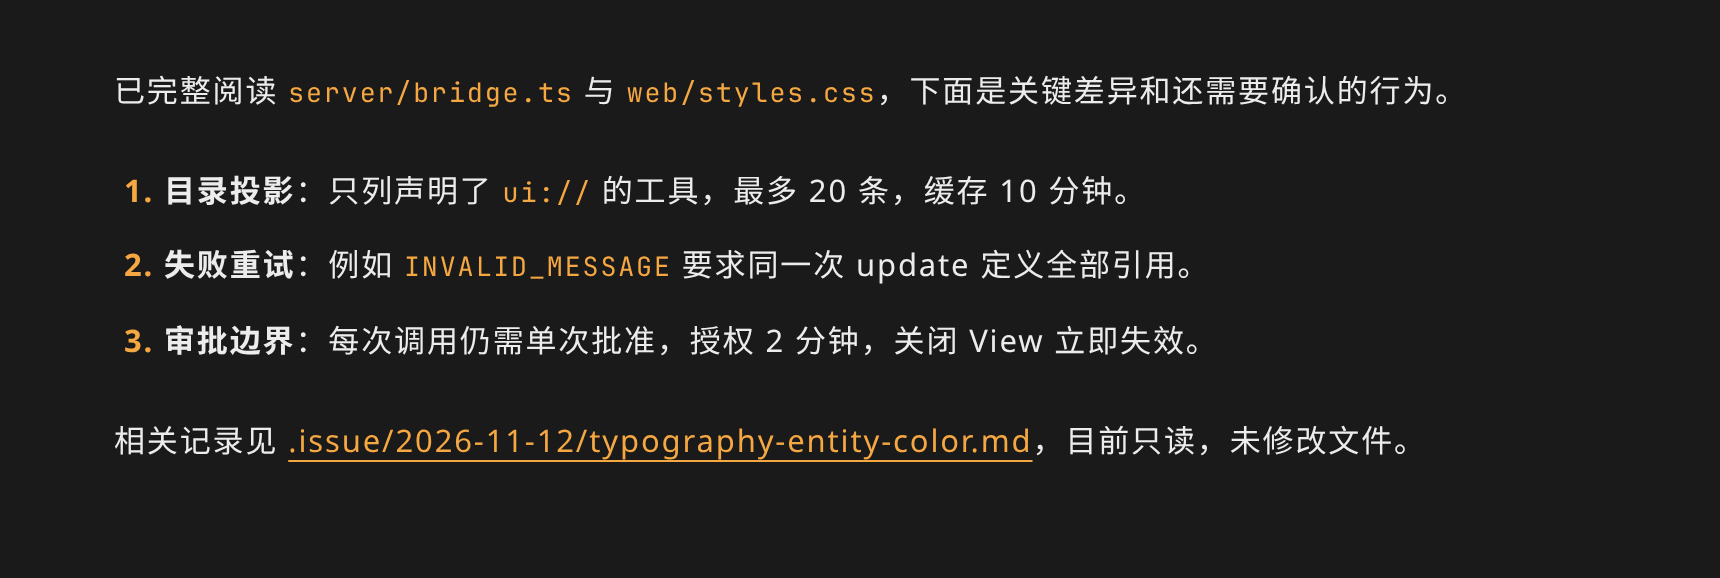 已完整阅读 server/bridge.ts 与 web/styles.css，下面是关键差异和还需要确认的行为。
1. 目录投影：只列声明了 ui:// 的工具，最多 20 条，缓存 10 分钟。
2. 失败重试：例如 INVALID_MESSAGE 要求同一次 update 定义全部引用。
3. 审批边界：每次调用仍需单次批准，授权 2 分钟，关闭 View 立即失效。
相关记录见 .issue/2026-11-12/typography-entity-color.md，目前只读，未修改文件。